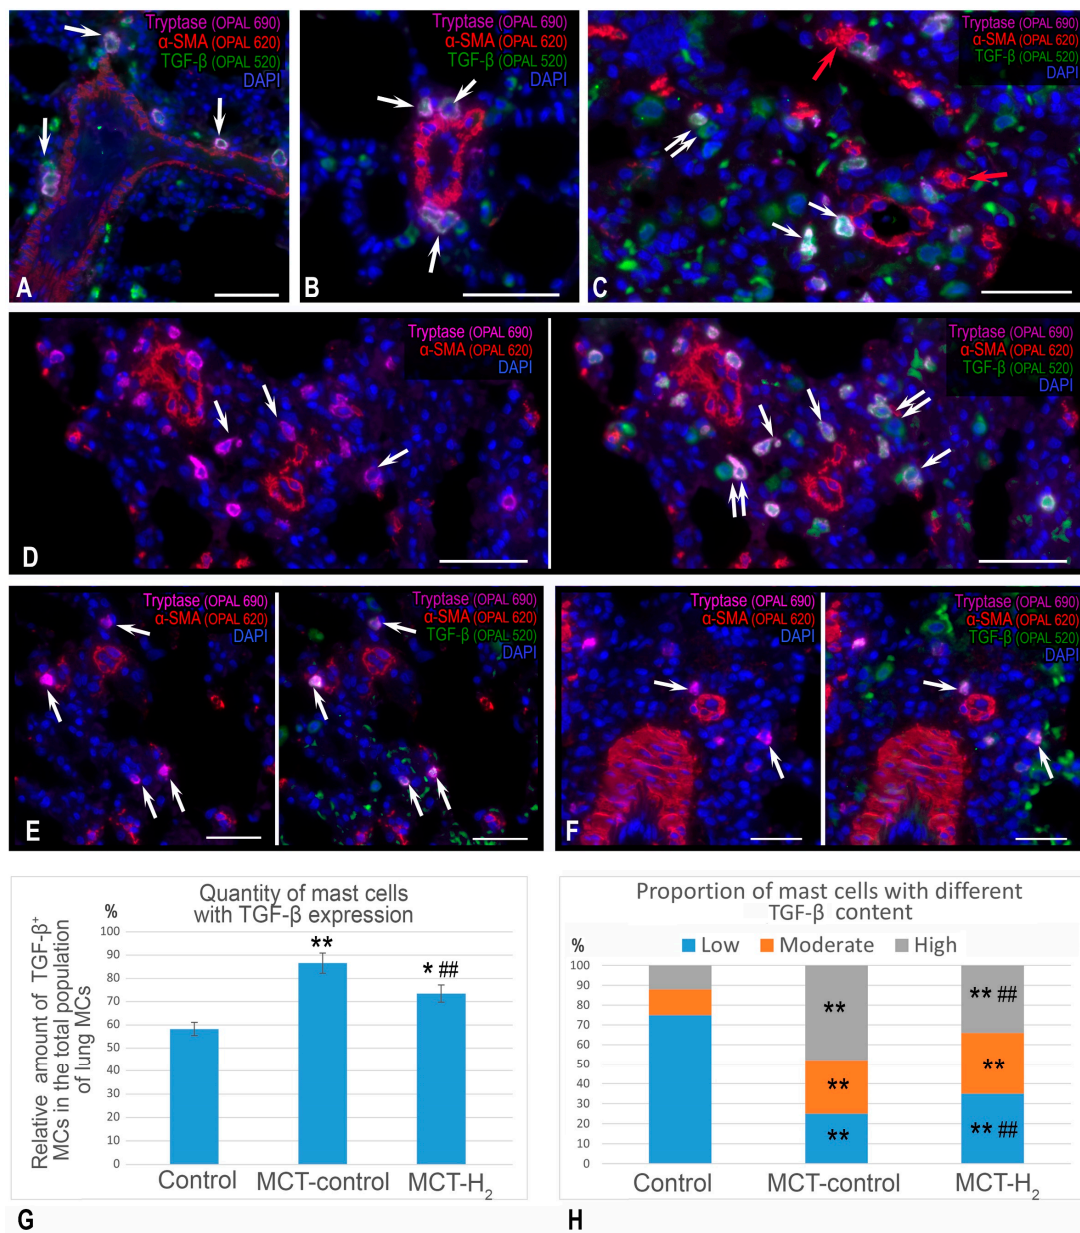 Tryptase (OPAL 690)
α-SMA (OPAL 620)
TGF-β (OPAL 520)
DAPI
A
Tryptase (OPAL 690)
α-SMA (OPAL 620)
TGF-β (OPAL 520)
DAPI
B
Tryptase (OPAL 690)
α-SMA (OPAL 620)
TGF-β (OPAL 520)
DAPI
C
Tryptase (OPAL 690)
α-SMA (OPAL 620)
DAPI
D
Tryptase (OPAL 690)
α-SMA (OPAL 620)
TGF-β (OPAL 520)
DAPI
Tryptase (OPAL 690)
α-SMA (OPAL 620)
DAPI
E
Tryptase (OPAL 690)
α-SMA (OPAL 620)
TGF-β (OPAL 520)
DAPI
Tryptase (OPAL 690)
α-SMA (OPAL 620)
DAPI
F
Tryptase (OPAL 690)
α-SMA (OPAL 620)
TGF-β (OPAL 520)
DAPI
Quantity of mast cells
with TGF-β expression
Relative amount of TGF-β⁺
MCs in the total population
of lung MCs
%
100
90
80
70
60
50
40
30
20
10
0
**
* ##
Control
MCT-control
MCT-H₂
G
Proportion of mast cells with different
TGF-β content
%
Low
Moderate
High
100
90
80
70
60
50
40
30
20
10
0
**
**
**
** ##
**
** ##
Control
MCT-control
MCT-H₂
H